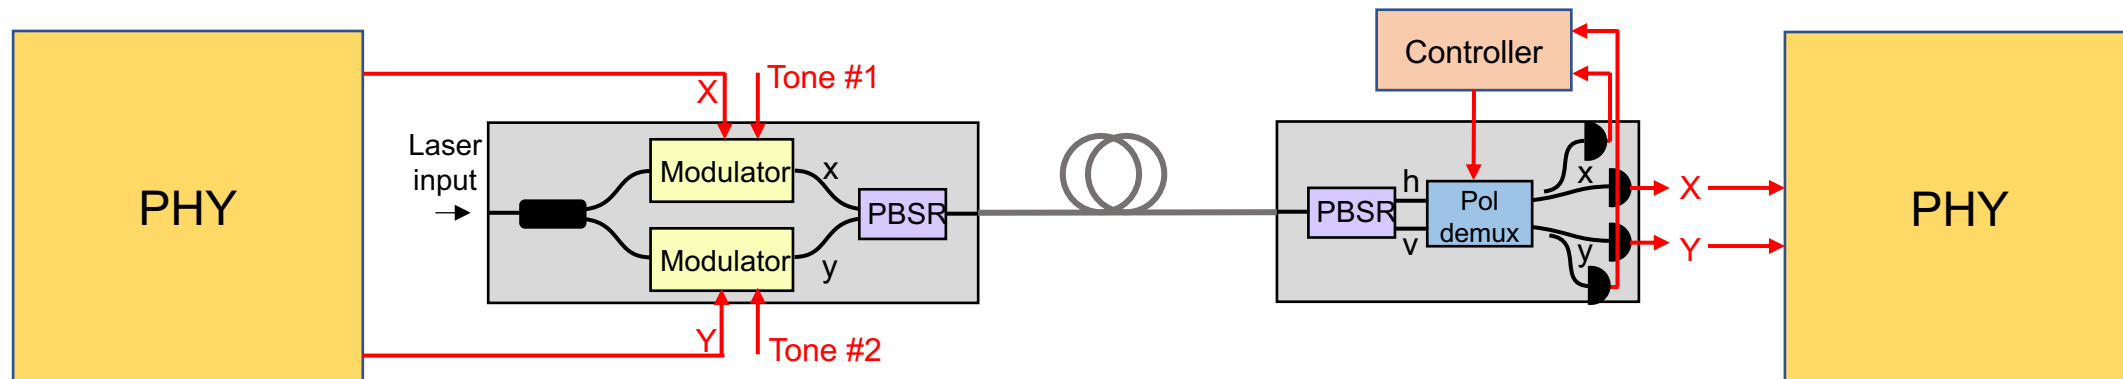 PHY
X
Tone #1
Laser
input
Modulator
x
PBSR
Modulator
y
Y
Tone #2
Controller
PBSR
h
v
Pol
demux
x
y
X
Y
PHY